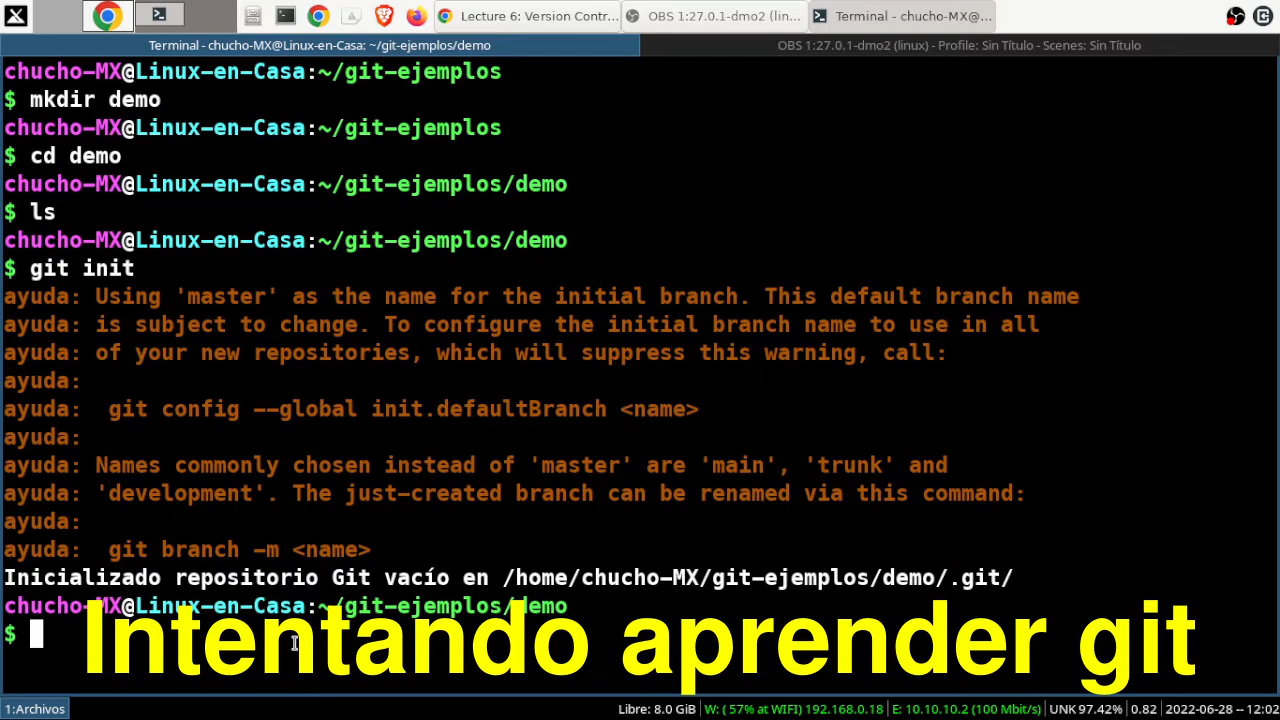 Lecture 6: Version Contr...
OBS 1:27.0.1-dmo2 (lin...
Terminal - chucho-MX@...
Terminal - chucho-MX@Linux-en-Casa: ~/git-ejemplos/demo
OBS 1:27.0.1-dmo2 (linux) - Profile: Sin Título - Scenes: Sin Título
chucho-MX@Linux-en-Casa:~/git-ejemplos
$ mkdir demo
chucho-MX@Linux-en-Casa:~/git-ejemplos
$ cd demo
chucho-MX@Linux-en-Casa:~/git-ejemplos/demo
$ ls
chucho-MX@Linux-en-Casa:~/git-ejemplos/demo
$ git init
ayuda: Using 'master' as the name for the initial branch. This default branch name
ayuda: is subject to change. To configure the initial branch name to use in all
ayuda: of your new repositories, which will suppress this warning, call:
ayuda:
ayuda:  git config --global init.defaultBranch <name>
ayuda:
ayuda: Names commonly chosen instead of 'master' are 'main', 'trunk' and
ayuda: 'development'. The just-created branch can be renamed via this command:
ayuda:
ayuda:  git branch -m <name>
Inicializado repositorio Git vacío en /home/chucho-MX/git-ejemplos/demo/.git/
chucho-MX@Linux-en-Casa:~/git-ejemplos/demo
$
Intentando aprender git
1:Archivos
Libre: 8.0 GiB W: ( 57% at WIFI) 192.168.0.18 E: 10.10.10.2 (100 Mbit/s) UNK 97.42% 0.82 2022-06-28 -- 12:02